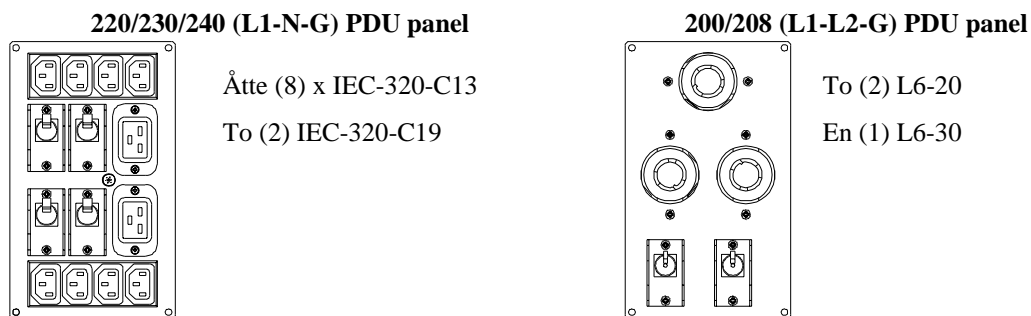 220/230/240 (L1-N-G) PDU panel
Åtte (8) x IEC-320-C13
To (2) IEC-320-C19
200/208 (L1-L2-G) PDU panel
To (2) L6-20
En (1) L6-30